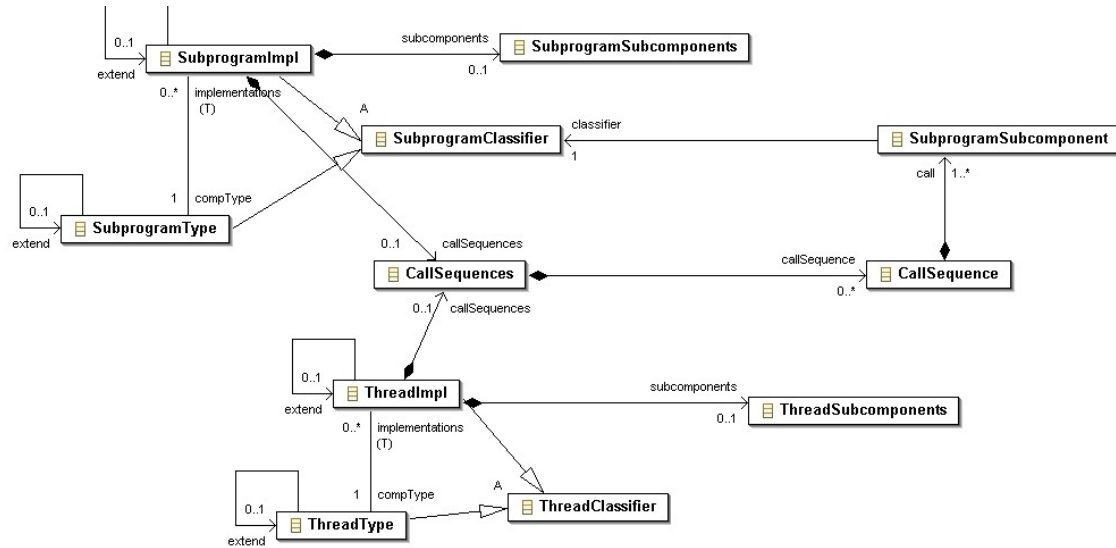 subcomponents
0..1
SubprogramImpl
SubprogramSubcomponents
0..1
extend
0..*
implementations
(T)
A
SubprogramClassifier
classifier
1
SubprogramSubcomponent
call
1..*
0..1
1
compType
SubprogramType
extend
0..1
callSequences
CallSequences
callSequence
0..*
CallSequence
0..1
callSequences
0..1
ThreadImpl
extend
subcomponents
0..1
ThreadSubcomponents
0..*
implementations
(T)
A
1
compType
ThreadClassifier
0..1
ThreadType
extend